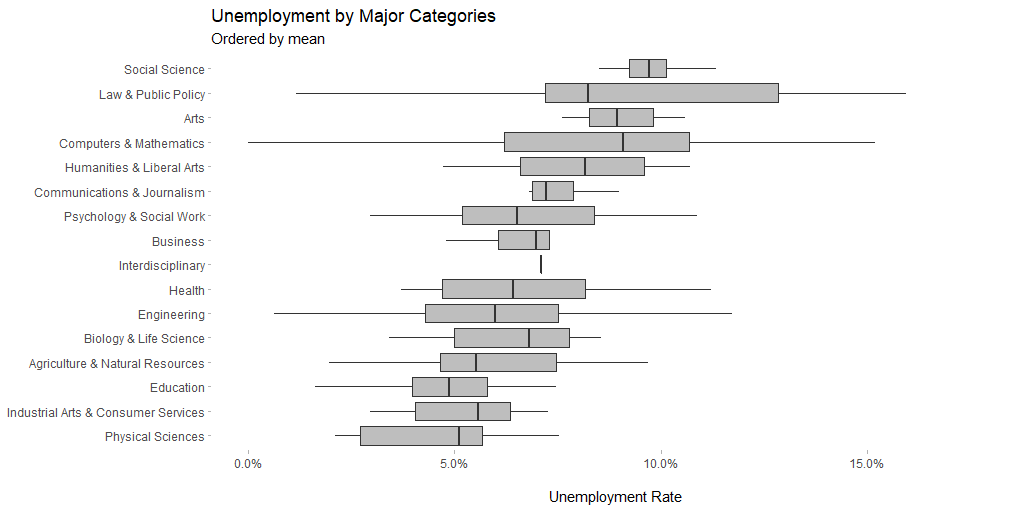 Unemployment by Major Categories
Ordered by mean
Social Science
Law & Public Policy
Arts
Computers & Mathematics
Humanities & Liberal Arts
Communications & Journalism
Psychology & Social Work
Business
Interdisciplinary
Health
Engineering
Biology & Life Science
Agriculture & Natural Resources
Education
Industrial Arts & Consumer Services
Physical Sciences
0.0% 5.0% 10.0% 15.0%
Unemployment Rate